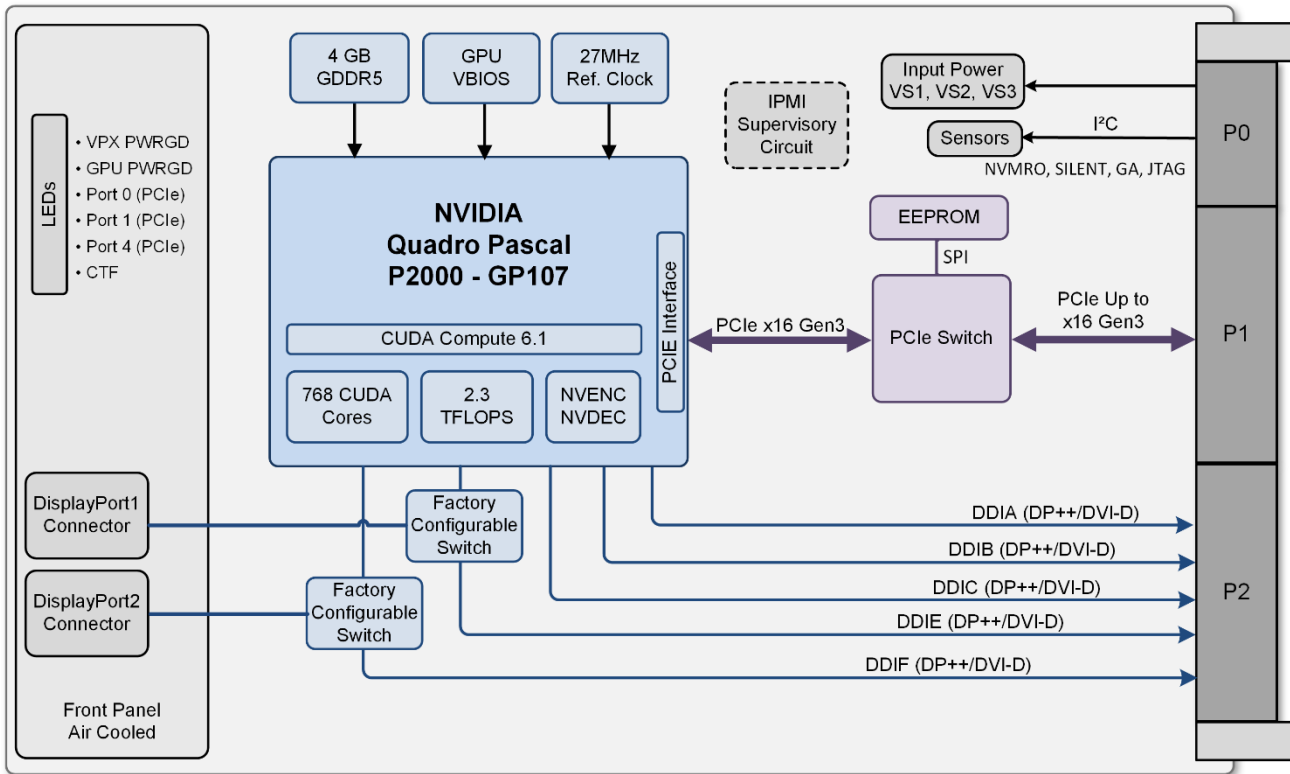 4 GB
GDDR5
GPU
VBIOS
27MHz
Ref. Clock
IPMI
Supervisory
Circuit
Input Power
VS1, VS2, VS3
Sensors
I²C
NVMRO, SILENT, GA, JTAG
P0
LEDs
• VPX PWRGD
• GPU PWRGD
• Port 0 (PCIe)
• Port 1 (PCIe)
• Port 4 (PCIe)
• CTF
NVIDIA
Quadro Pascal
P2000 - GP107
CUDA Compute 6.1
768 CUDA
Cores
2.3
TFLOPS
NVENC
NVDEC
PCIE Interface
PCIe x16 Gen3
EEPROM
SPI
PCIe Switch
PCIe Up to
x16 Gen3
P1
DisplayPort1
Connector
Factory
Configurable
Switch
DisplayPort2
Connector
Factory
Configurable
Switch
DDIA (DP++/DVI-D)
DDIB (DP++/DVI-D)
DDIC (DP++/DVI-D)
DDIE (DP++/DVI-D)
DDIF (DP++/DVI-D)
P2
Front Panel
Air Cooled